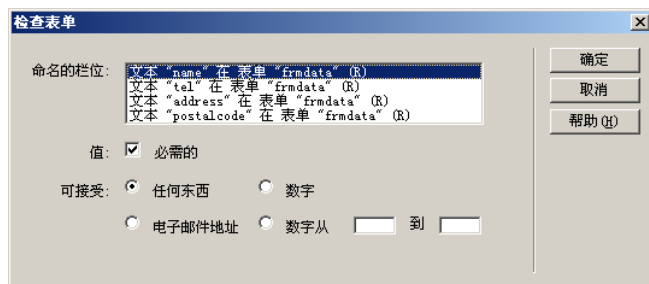 检查表单
命名的栏位:
文本 "name" 在 表单 "frmdata" (R)
文本 "tel" 在 表单 "frmdata" (R)
文本 "address" 在 表单 "frmdata" (R)
文本 "postalcode" 在 表单 "frmdata" (R)
确定
取消
帮助(H)
值: 必需的
可接受: 任何东西 数字
电子邮件地址 数字从 到